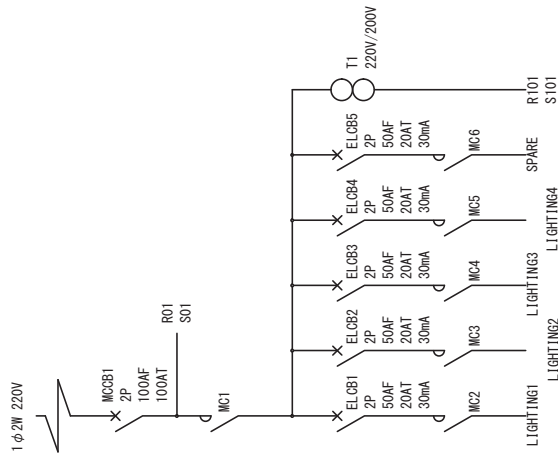 1φ2W 220V
MCCB1
2P
100AF
100AT
R01
S01
MC1
ELCB1
2P
50AF
20AT
30mA
MC2
LIGHTING1
ELCB2
2P
50AF
20AT
30mA
MC3
LIGHTING2
ELCB3
2P
50AF
20AT
30mA
MC4
LIGHTING3
ELCB4
2P
50AF
20AT
30mA
MC5
LIGHTING4
ELCB5
2P
50AF
20AT
30mA
MC6
SPARE
T1
220V/200V
R101
S101